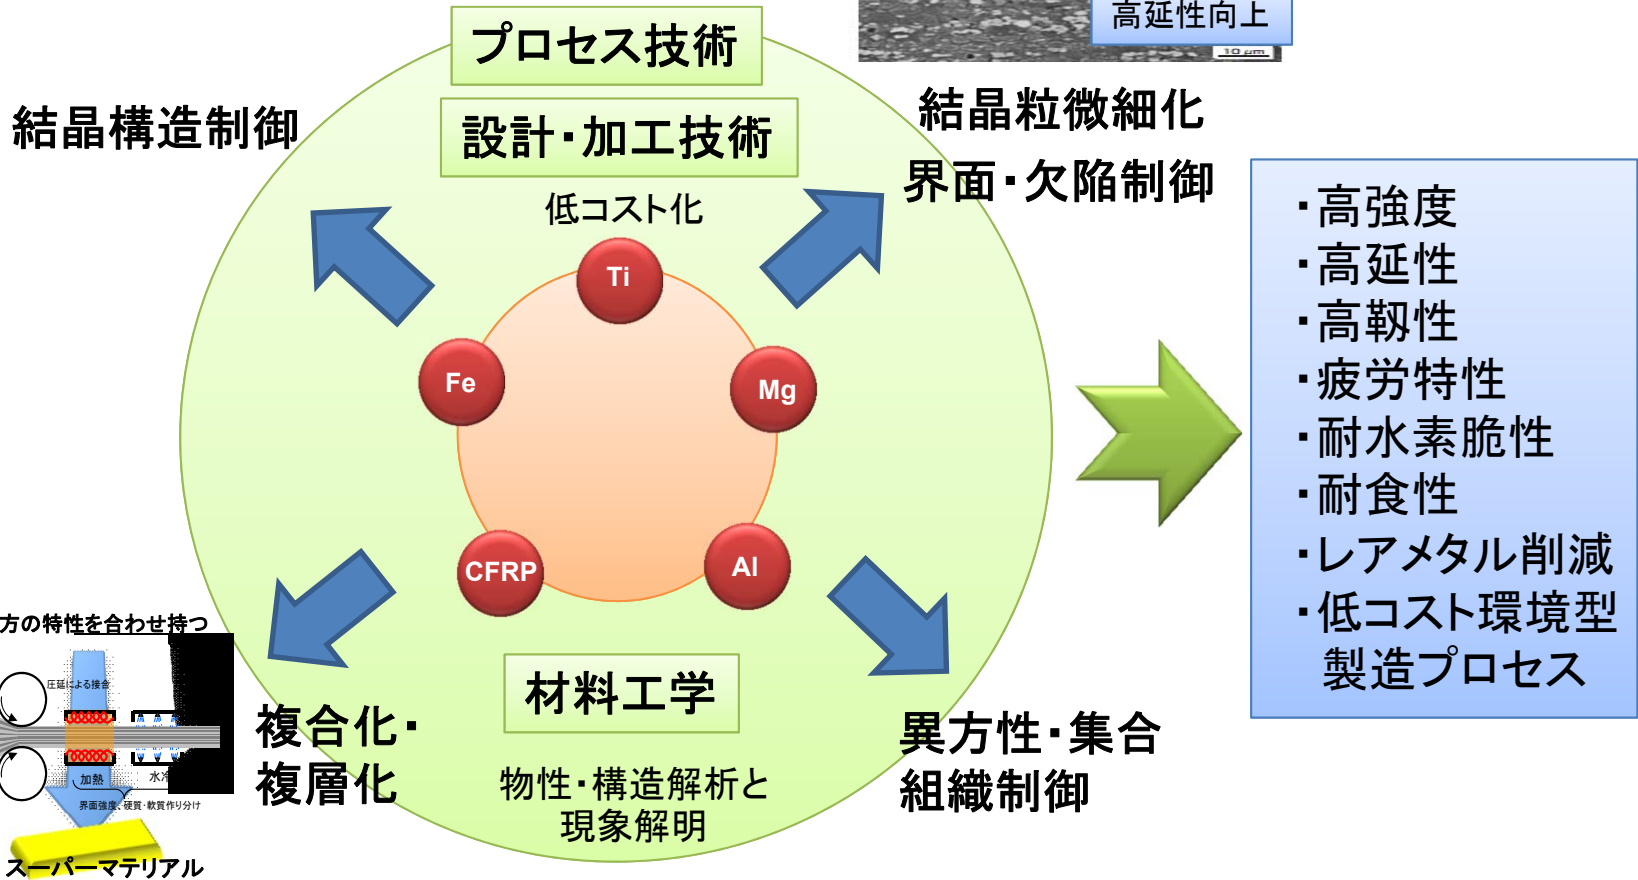 高延性向上
10 μm
プロセス技術
設計・加工技術
低コスト化
結晶構造制御
結晶粒微細化
界面・欠陥制御
Ti
Fe
Mg
CFRP
Al
・高強度
・高延性
・高靱性
・疲労特性
・耐水素脆性
・耐食性
・レアメタル削減
・低コスト環境型
製造プロセス
方の特性を合わせ持つ
圧延による接合
加熱
水冷
界面強度、硬質・軟質作り分け
スーパーマテリアル
複合化・
複層化
材料工学
物性・構造解析と
現象解明
異方性・集合
組織制御